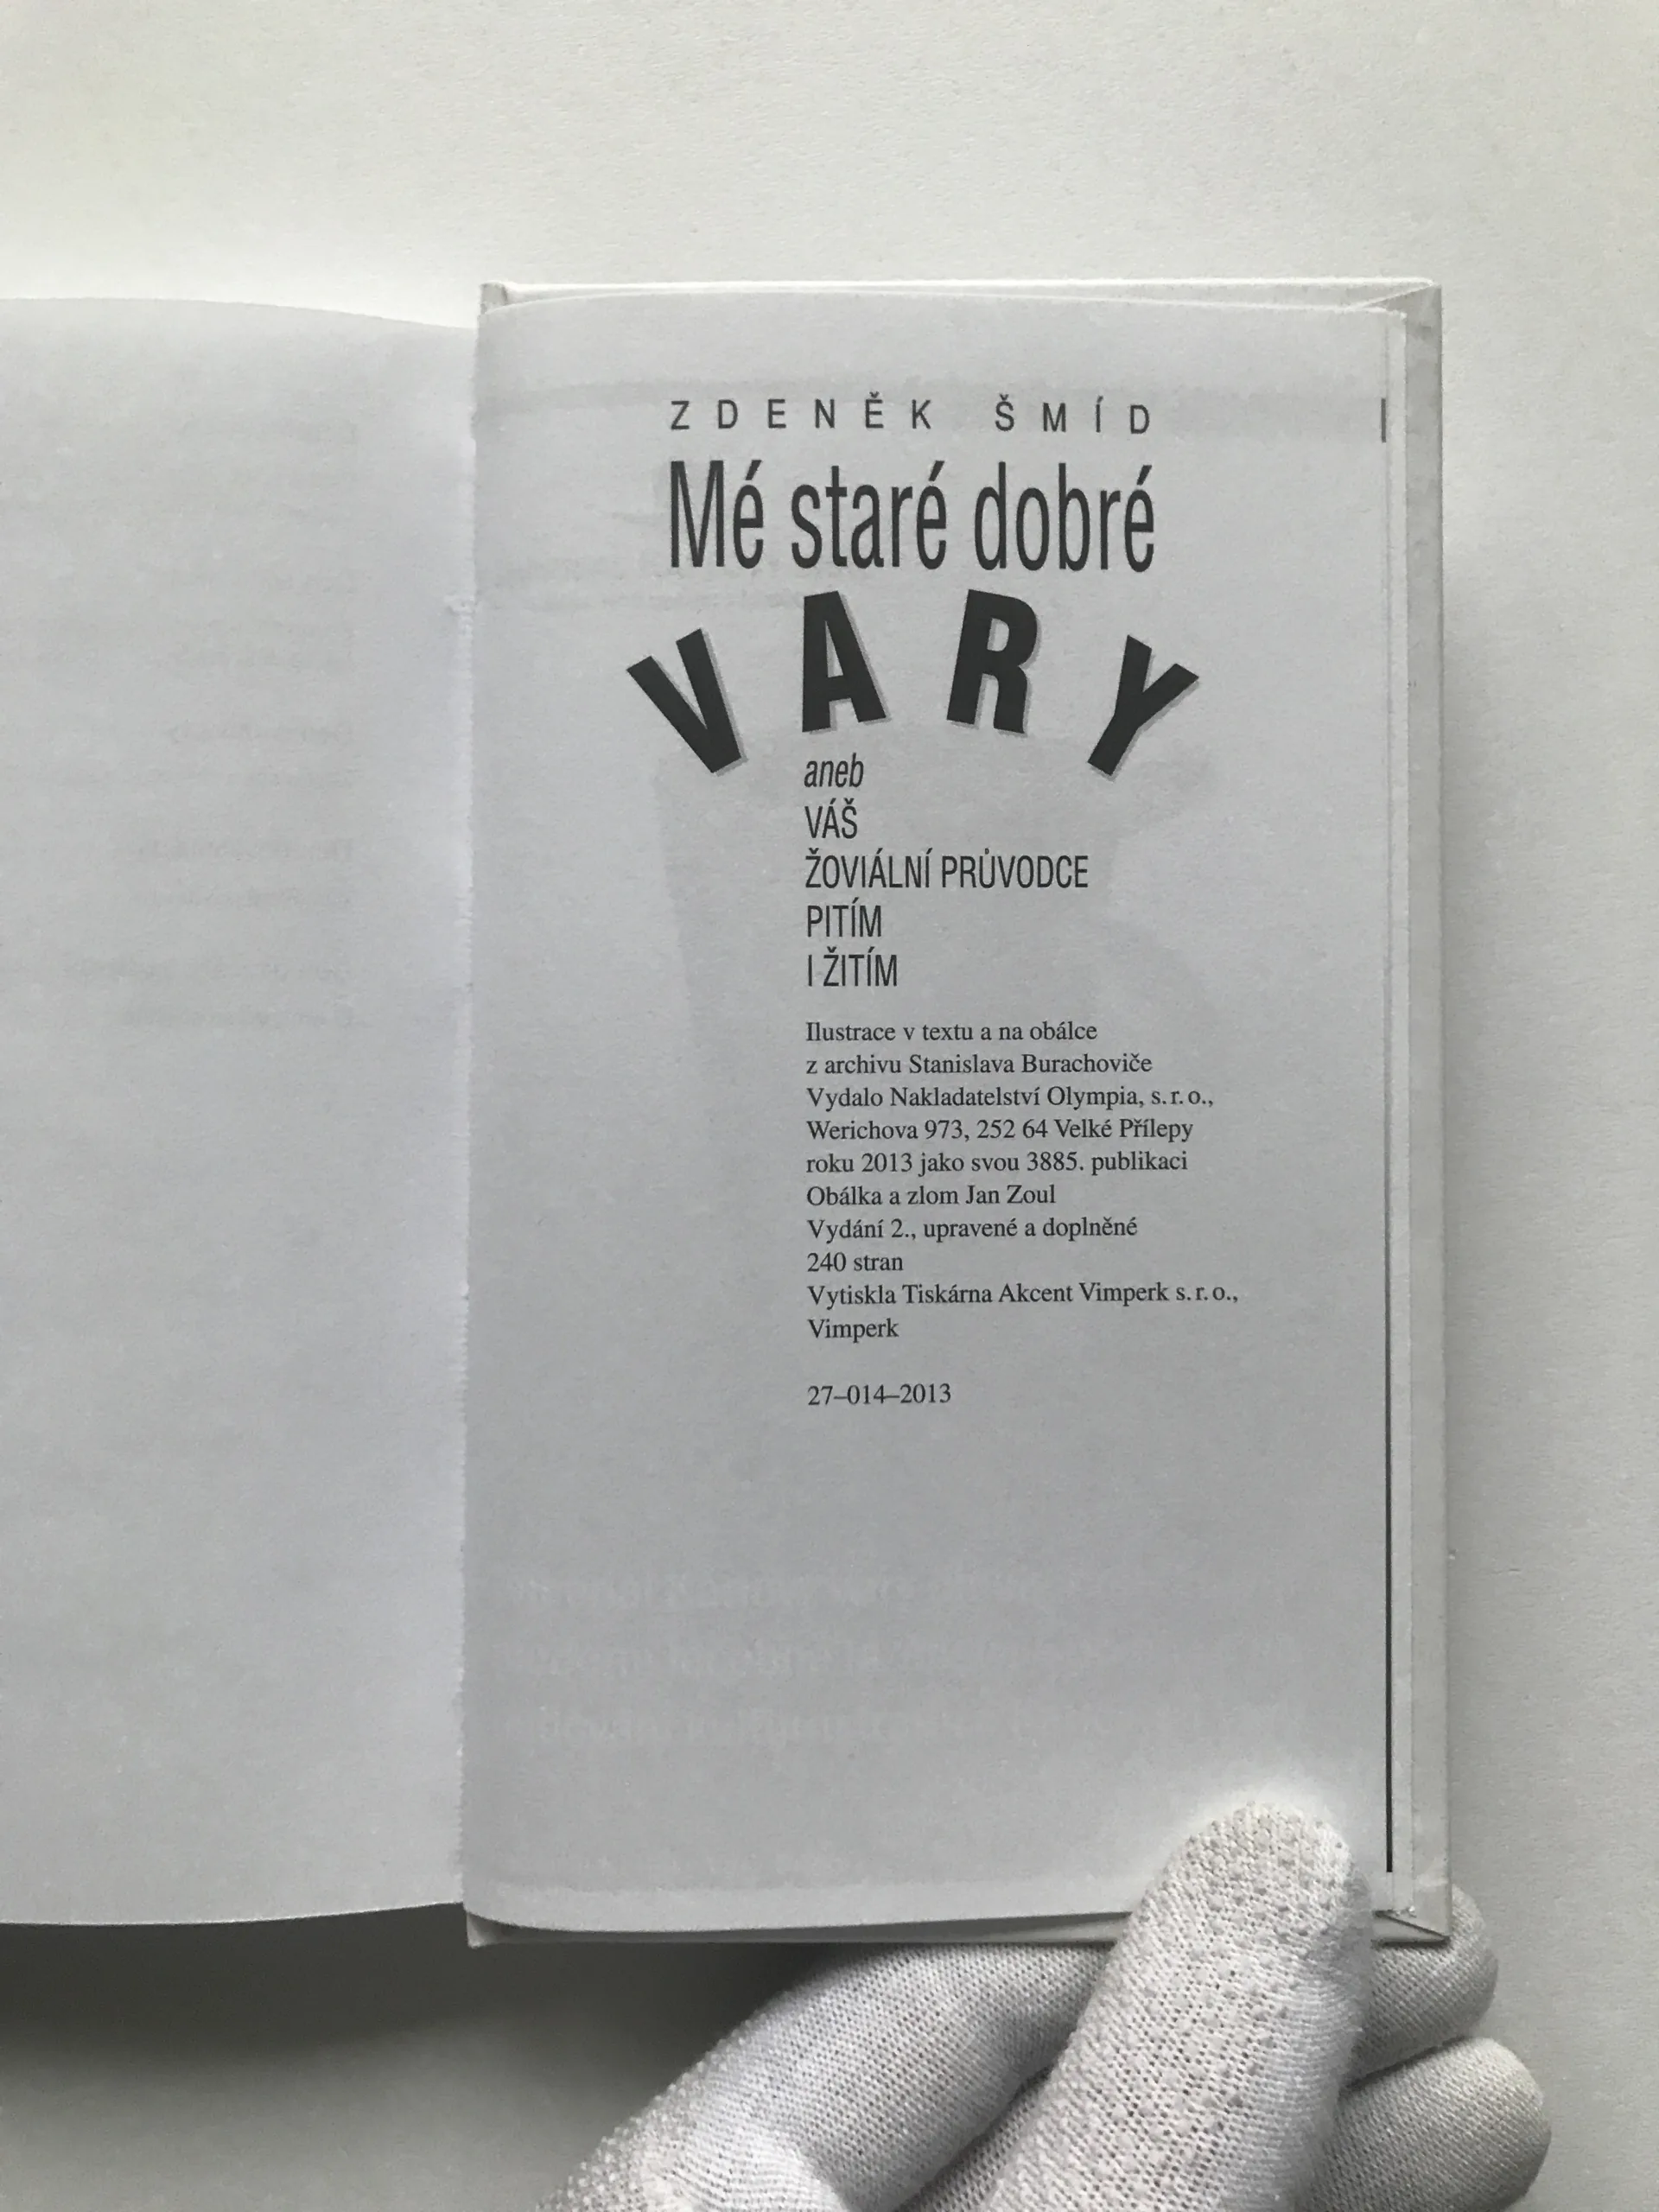 ZDENĚK ŠMÍD
Mé staré dobré
VARY
aneb
VÁŠ
ŽOVIÁLNÍ PRŮVODCE
PITÍM
I ŽITÍM
Ilustrace v textu a na obálce
z archivu Stanislava Burachoviče
Vydalo Nakladatelství Olympia, s. r. o.,
Werichova 973, 252 64 Velké Přílepy
roku 2013 jako svou 3885. publikaci
Obálka a zlom Jan Zoul
Vydání 2., upravené a doplněné
240 stran
Vytiskla Tiskárna Akcent Vimperk s. r. o.,
Vimperk
27–014–2013